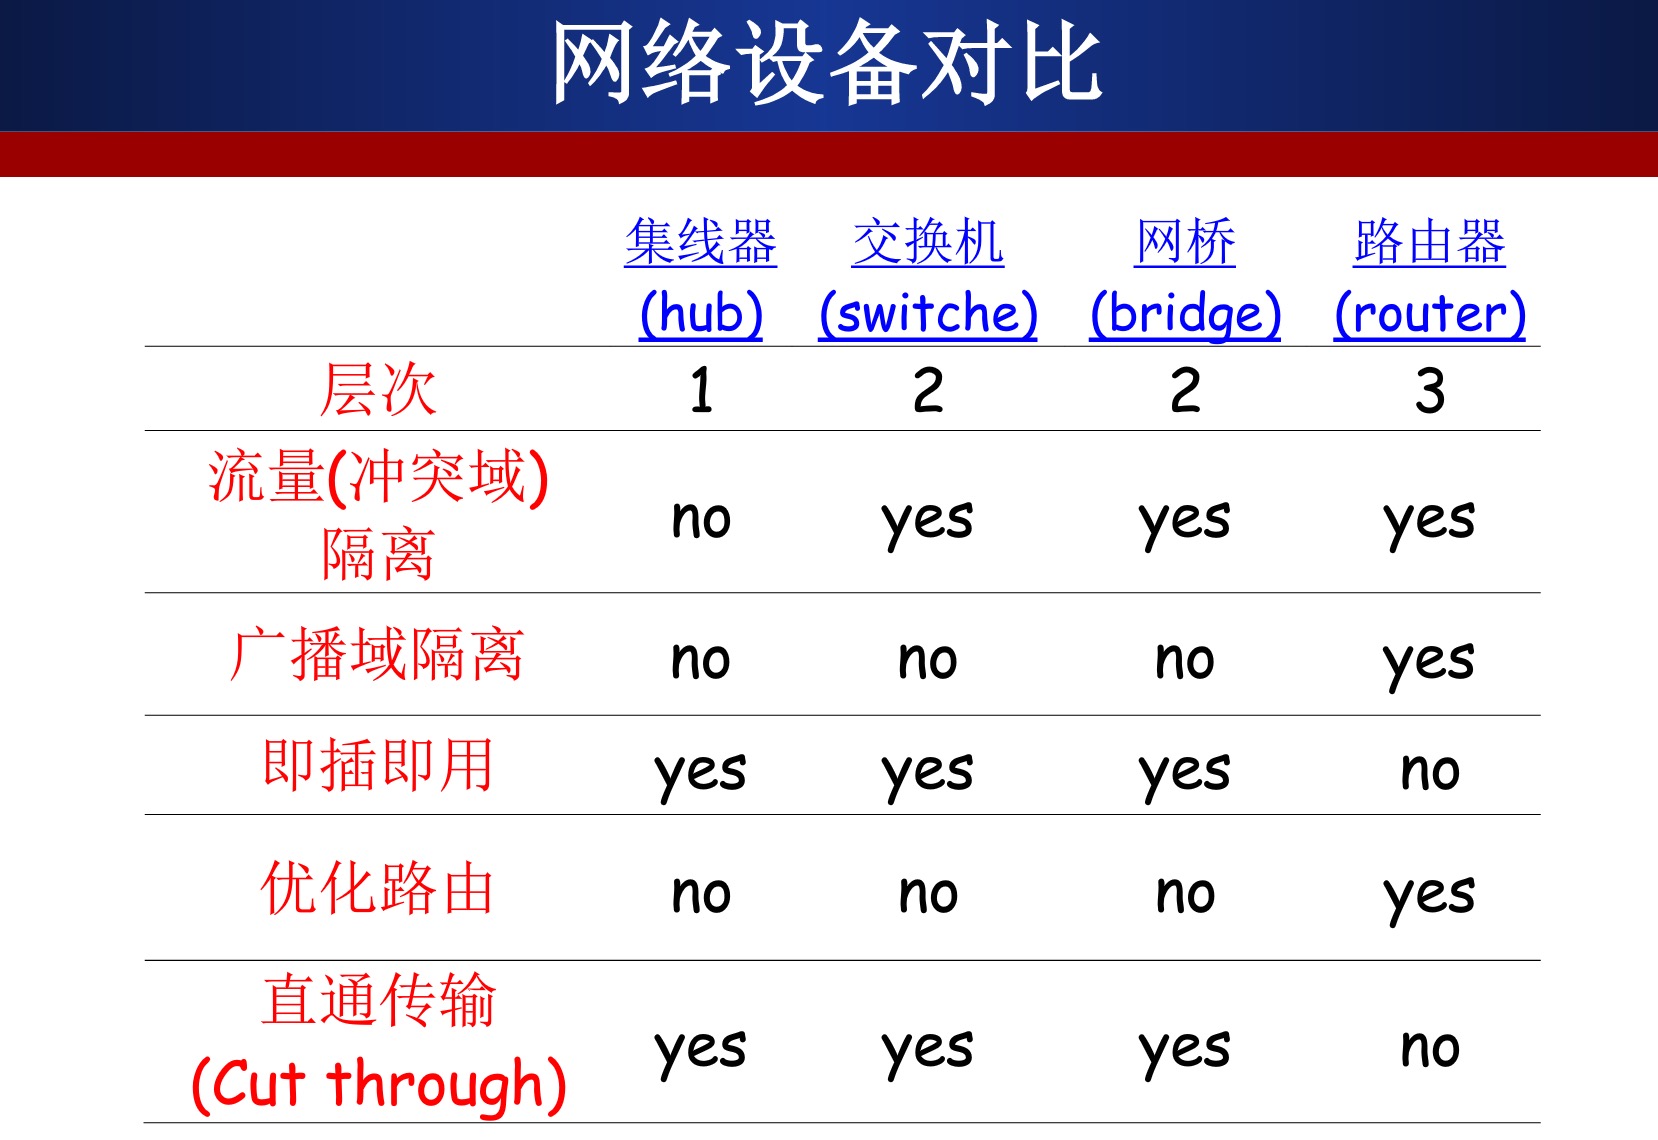 网络设备对比
集线器 交换机 网桥 路由器
(hub) (switche) (bridge) (router)
层次 1 2 2 3
流量(冲突域)
隔离 no yes yes yes
广播域隔离 no no no yes
即插即用 yes yes yes no
优化路由 no no no yes
直通传输
(Cut through) yes yes yes no